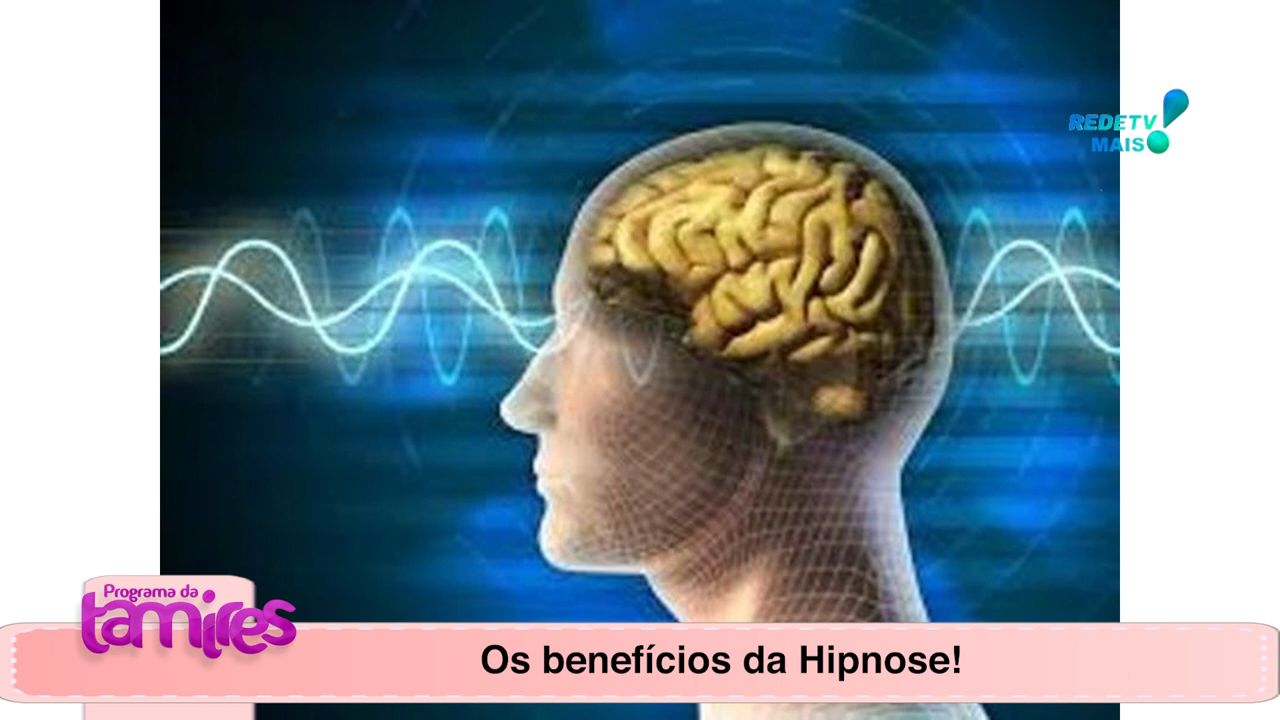 REDETV
MAIS
Programa da
tamires
Os benefícios da Hipnose!